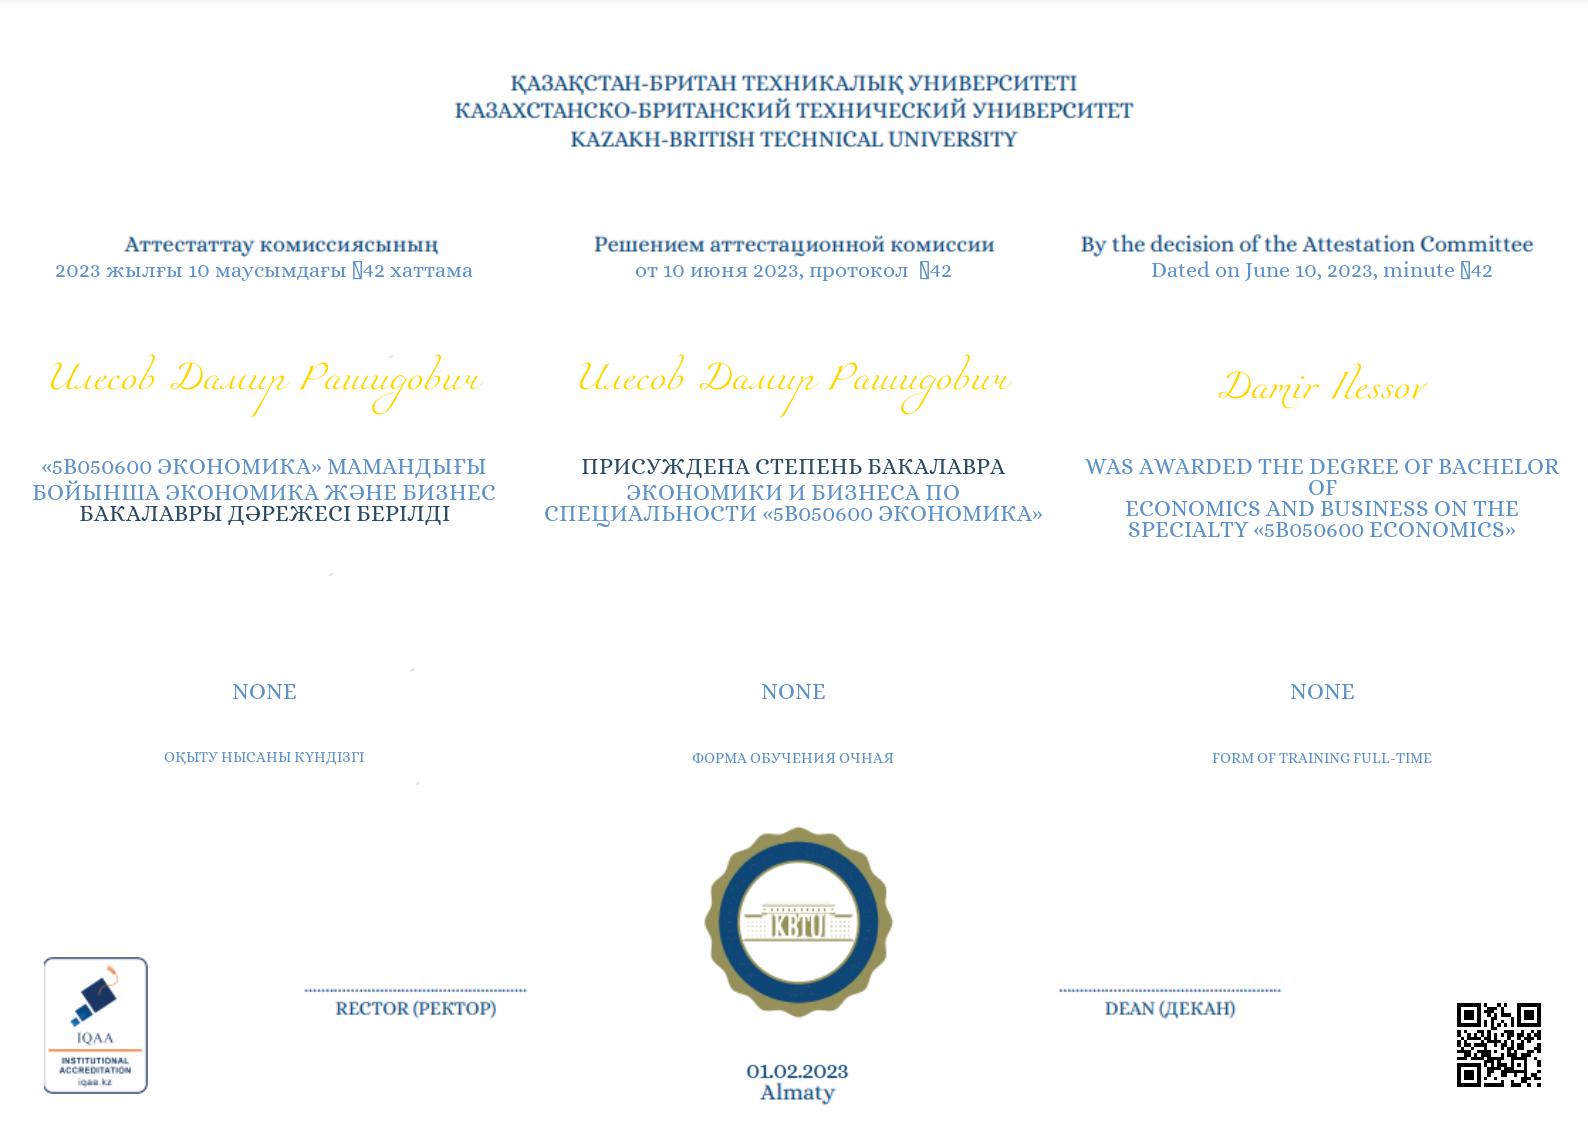 ҚАЗАҚСТАН-БРИТАН ТЕХНИКАЛЫҚ УНИВЕРСИТЕТІ
КАЗАХСТАНСКО-БРИТАНСКИЙ ТЕХНИЧЕСКИЙ УНИВЕРСИТЕТ
KAZAKH-BRITISH TECHNICAL UNIVERSITY
Аттестаттау комиссиясының
2023 жылғы 10 маусымдағы 42 хаттама
Илесов Дамир Рашидович
«5B050600 ЭКОНОМИКА» МАМАНДЫҒЫ
БОЙЫНША ЭКОНОМИКА ЖӘНЕ БИЗНЕС
БАКАЛАВРЫ ДӘРЕЖЕСІ БЕРІЛДІ
NONE
ОҚЫТУ НЫСАНЫ КҮНДІЗГІ
Решением аттестационной комиссии
от 10 июня 2023, протокол 42
Илесов Дамир Рашидович
ПРИСУЖДЕНА СТЕПЕНЬ БАКАЛАВРА
ЭКОНОМИКИ И БИЗНЕСА ПО
СПЕЦИАЛЬНОСТИ «5B050600 ЭКОНОМИКА»
NONE
ФОРМА ОБУЧЕНИЯ ОЧНАЯ
By the decision of the Attestation Committee
Dated on June 10, 2023, minute 42
Damir Ilessov
WAS AWARDED THE DEGREE OF BACHELOR
OF
ECONOMICS AND BUSINESS ON THE
SPECIALTY «5B050600 ECONOMICS»
NONE
FORM OF TRAINING FULL-TIME
KBTU
IQAA
INSTITUTIONAL
ACCREDITATION
iqaa.kz
RECTOR (РЕКТОР)
DEAN (ДЕКАН)
01.02.2023
Almaty